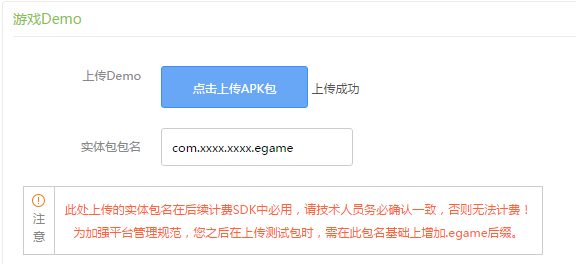 游戏Demo
上传Demo
点击上传APK包 上传成功
实体包包名
com.xxxx.xxxx.egame
注意
此处上传的实体包名在后续计费SDK中必用，请技术人员务必确认一致，否则无法计费！
为加强平台管理规范，您之后在上传测试包时，需在此包名基础上增加.egame后缀。